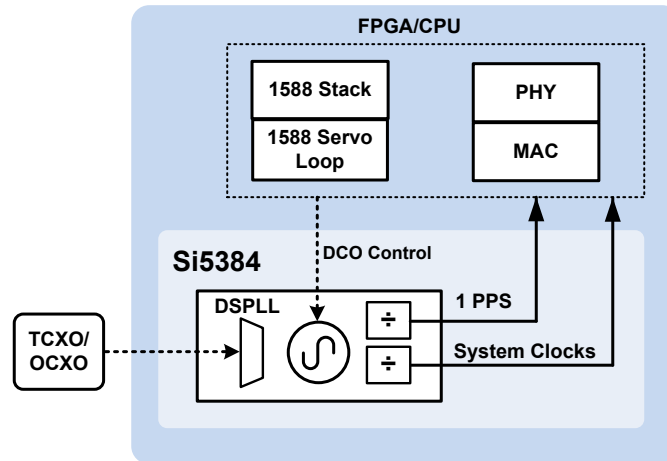 FPGA/CPU
1588 Stack
1588 Servo
Loop
PHY
MAC
DCO Control
Si5384
DSPLL
÷
÷
1 PPS
System Clocks
TCXO/
OCXO